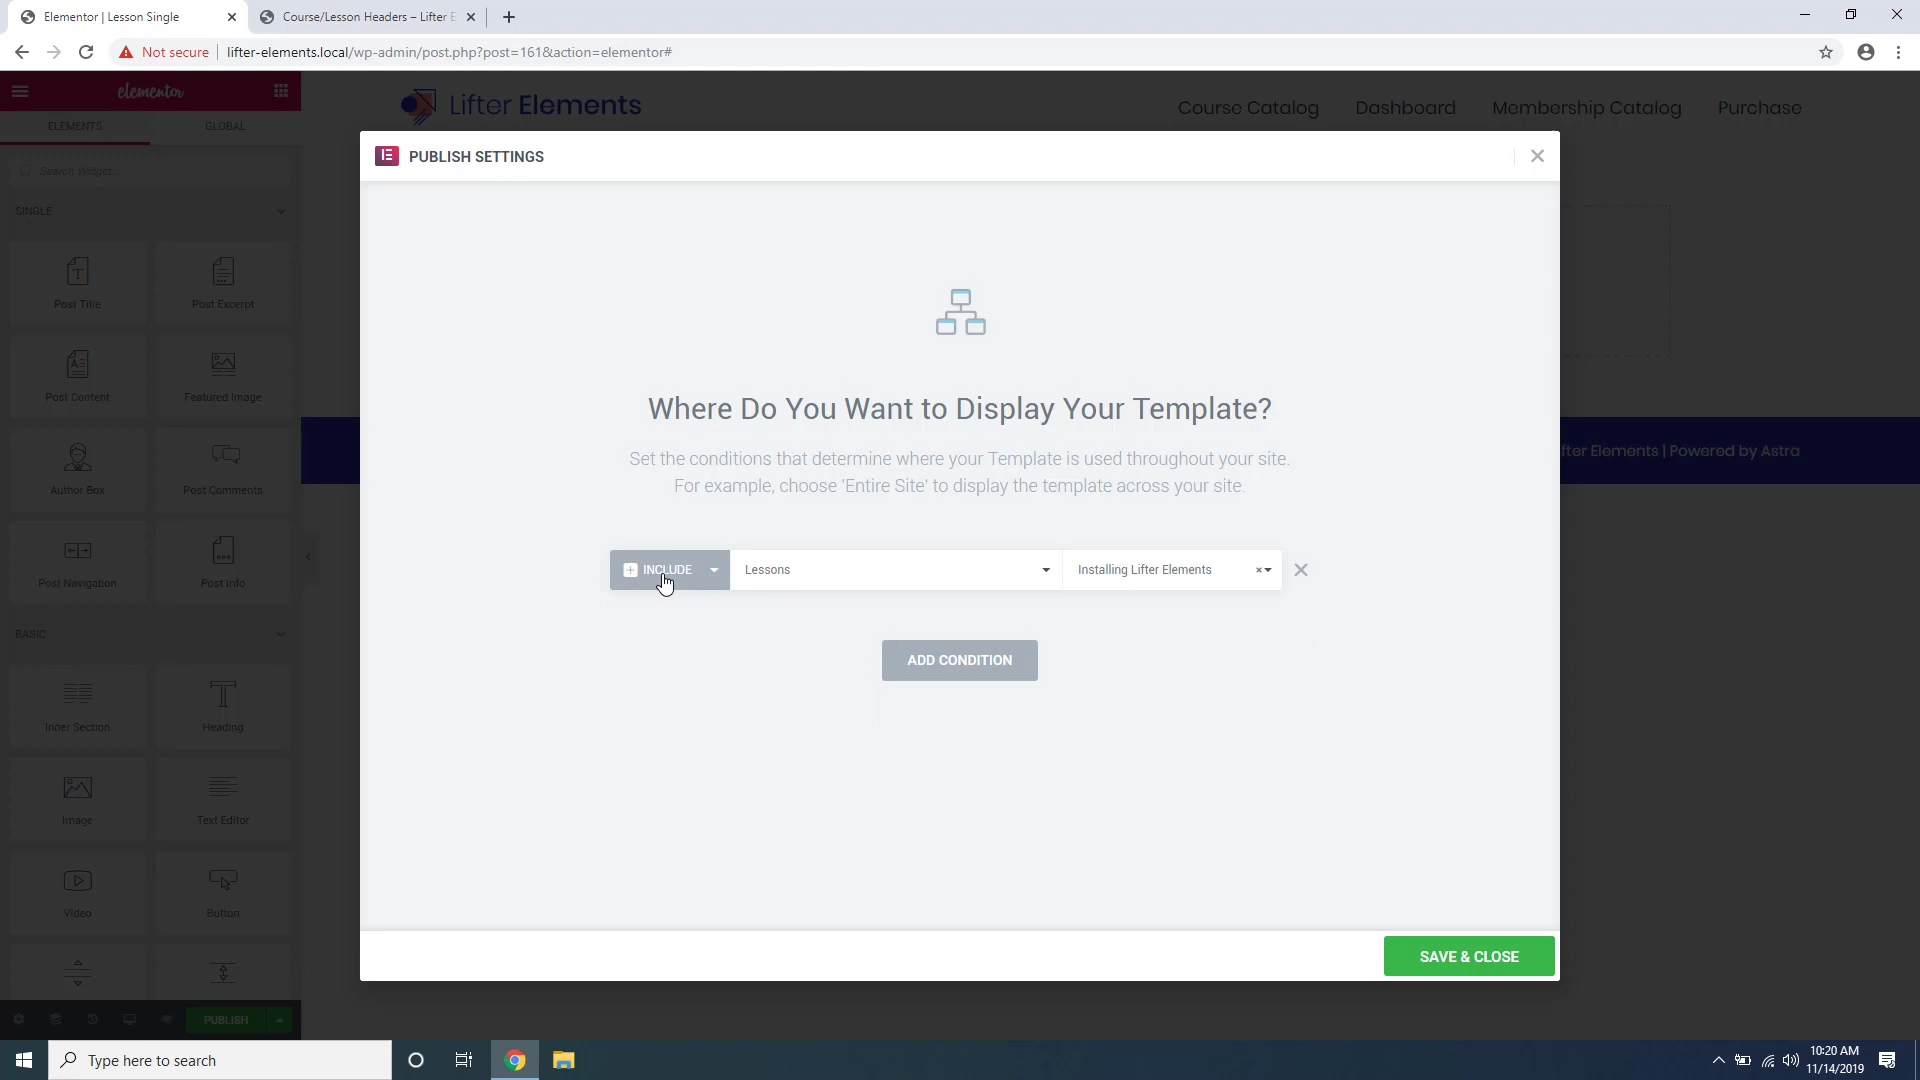 Elementor | Lesson Single
Course/Lesson Headers – Lifter E
Not secure
lifter-elements.local/wp-admin/post.php?post=161&action=elementor#
elementor
ELEMENTS
GLOBAL
Search Widget...
SINGLE
Post Title
Post Excerpt
Post Content
Featured Image
Author Box
Post Comments
Post Navigation
Post Info
BASIC
Inner Section
Heading
Image
Text Editor
Video
Button
PUBLISH
Lifter Elements
Course Catalog
Dashboard
Membership Catalog
Purchase
PUBLISH SETTINGS
Where Do You Want to Display Your Template?
Set the conditions that determine where your Template is used throughout your site.
For example, choose 'Entire Site' to display the template across your site.
INCLUDE
Lessons
Installing Lifter Elements
ADD CONDITION
SAVE & CLOSE
fter Elements | Powered by Astra
Type here to search
10:20 AM
11/14/2019